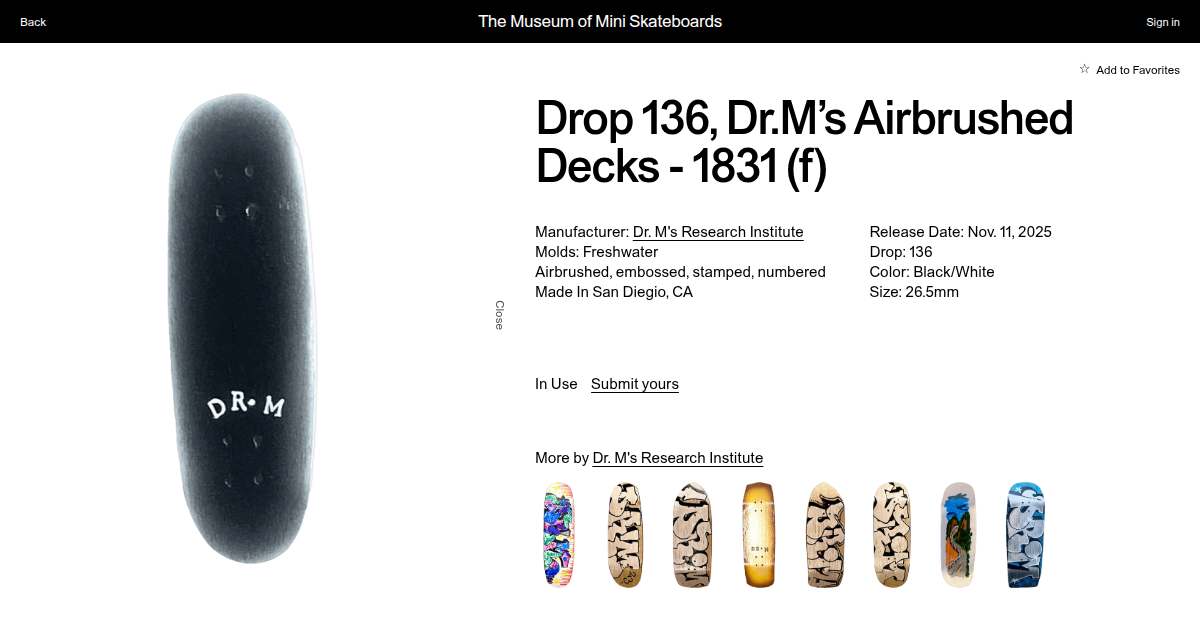 Back
The Museum of Mini Skateboards
Sign in
☆ Add to Favorites
Drop 136, Dr.M’s Airbrushed
Decks - 1831 (f)
Manufacturer: Dr. M's Research Institute
Molds: Freshwater
Airbrushed, embossed, stamped, numbered
Made In San Diegio, CA
Release Date: Nov. 11, 2025
Drop: 136
Color: Black/White
Size: 26.5mm
Close
DR•M
In Use Submit yours
More by Dr. M's Research Institute
DR•M